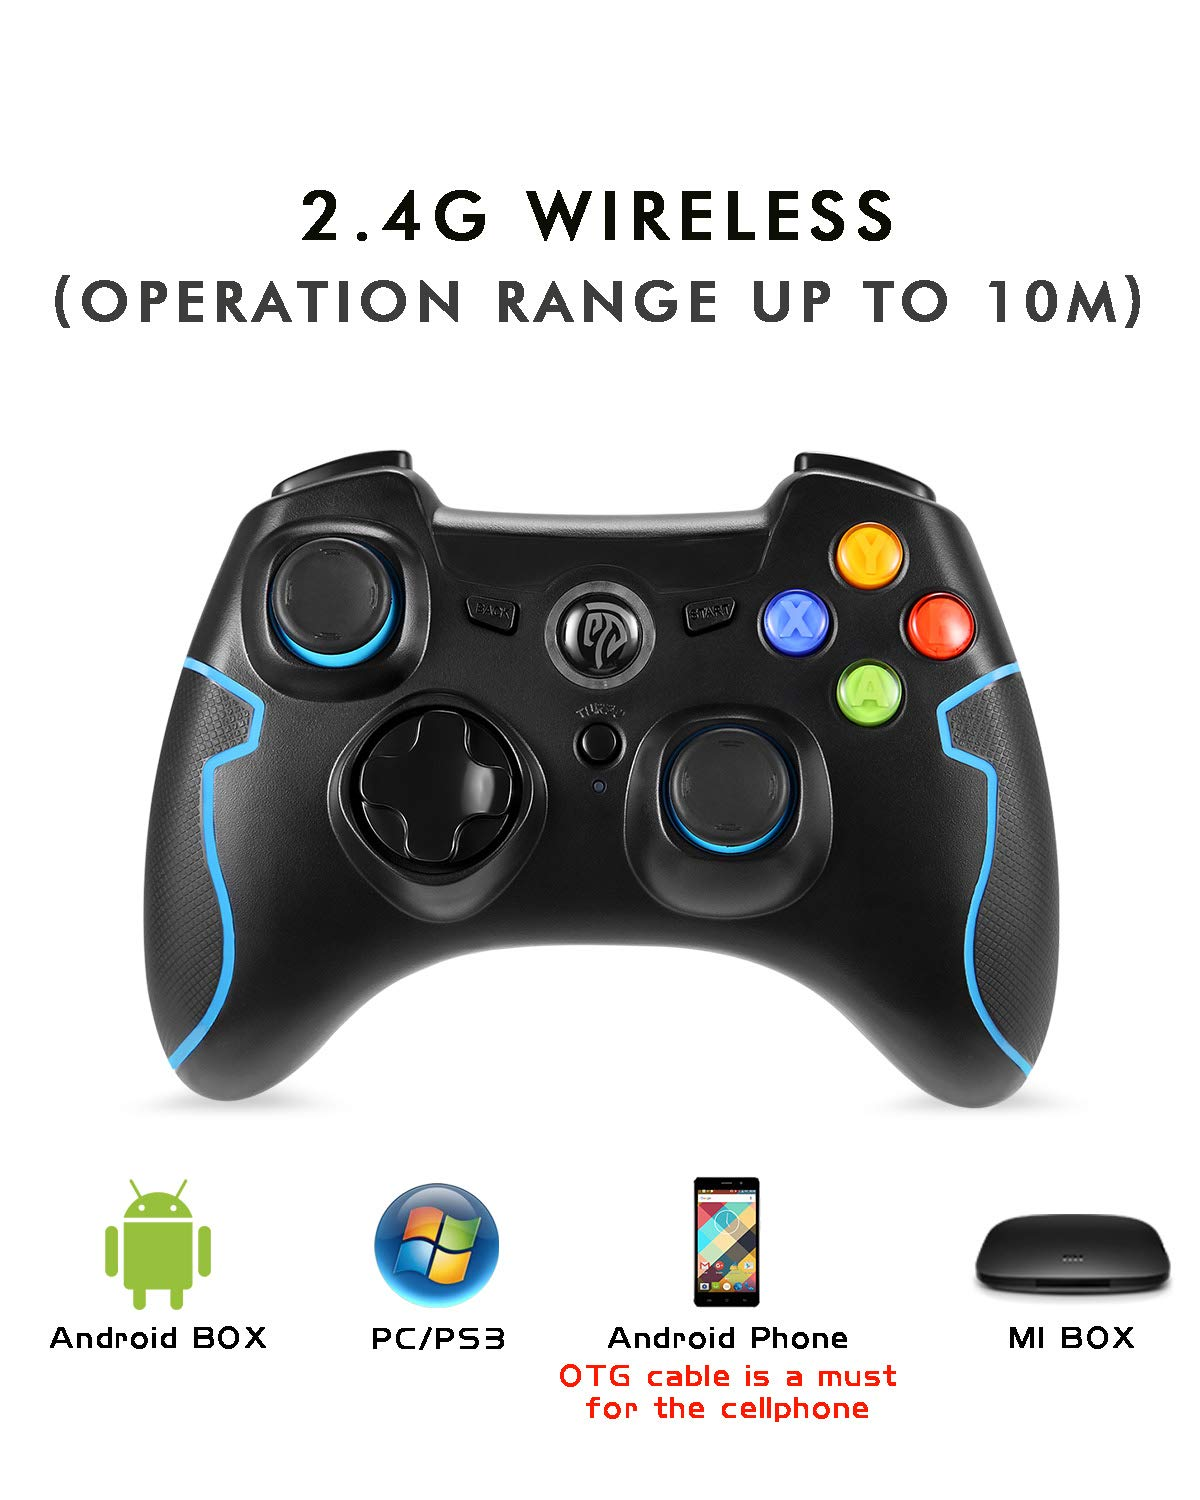 2.4G WIRELESS
(OPERATION RANGE UP TO 10M)
BACK
START
Y
X
A
TURBO
Android BOX
PC/PS3
Android Phone
MI BOX
OTG cable is a must
for the cellphone